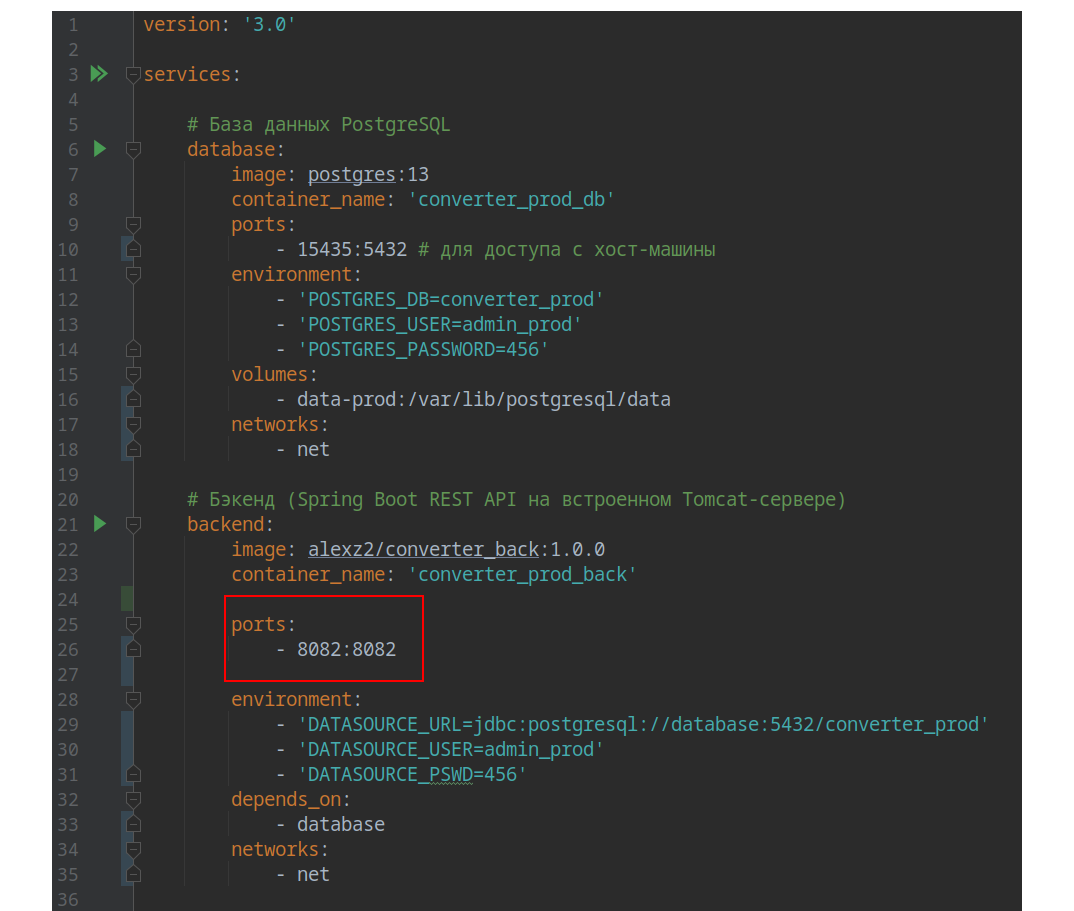 1 version: '3.0'
2
3 services:
4
5 # База данных PostgreSQL
6 database:
7 image: postgres:13
8 container_name: 'converter_prod_db'
9 ports:
10 - 15435:5432 # для доступа с хост-машины
11 environment:
12 - 'POSTGRES_DB=converter_prod'
13 - 'POSTGRES_USER=admin_prod'
14 - 'POSTGRES_PASSWORD=456'
15 volumes:
16 - data-prod:/var/lib/postgresql/data
17 networks:
18 - net
19
20 # Бэкенд (Spring Boot REST API на встроенном Tomcat-сервере)
21 backend:
22 image: alexz2/converter_back:1.0.0
23 container_name: 'converter_prod_back'
24
25 ports:
26 - 8082:8082
27
28 environment:
29 - 'DATASOURCE_URL=jdbc:postgresql://database:5432/converter_prod'
30 - 'DATASOURCE_USER=admin_prod'
31 - 'DATASOURCE_PSWD=456'
32 depends_on:
33 - database
34 networks:
35 - net
36